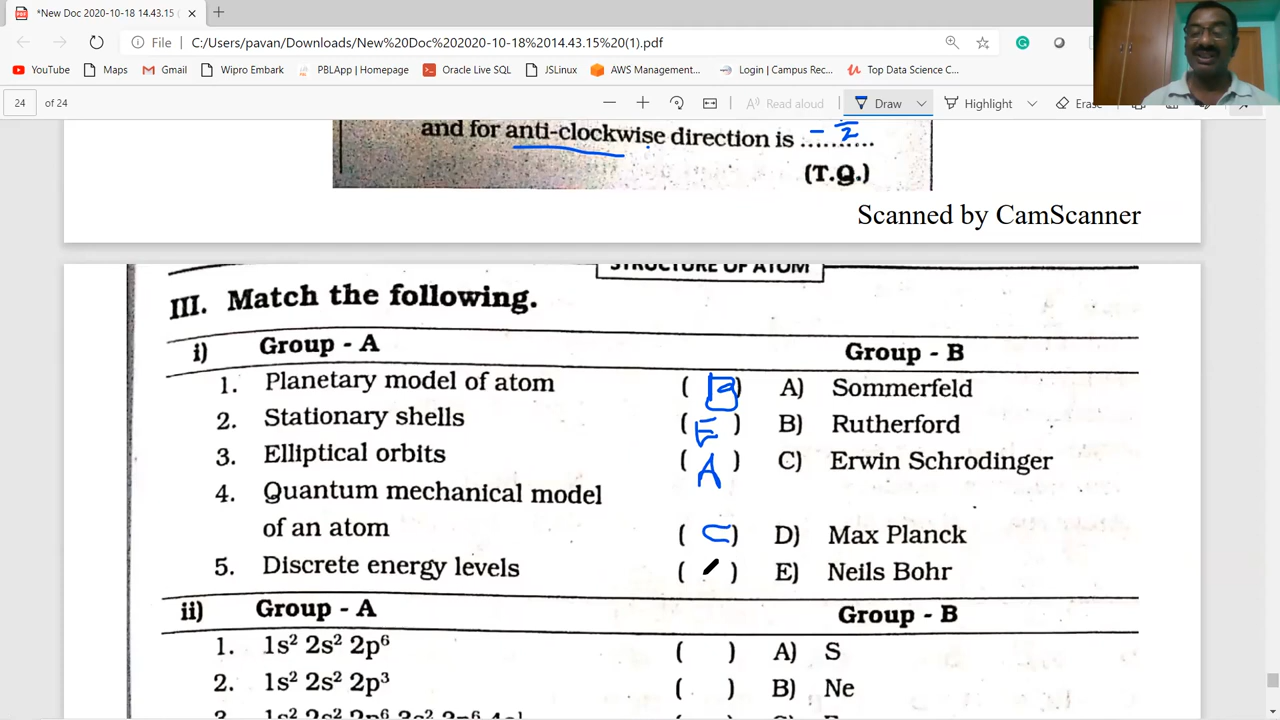 *New Doc 2020-10-18 14.43.15 (
File C:/Users/pavan/Downloads/New%20Doc%202020-10-18%2014.43.15%20(1).pdf
YouTube Maps Gmail Wipro Embark PBLApp | Homepage Oracle Live SQL JSLinux AWS Management... Login | Campus Rec... Top Data Science C...
24 of 24 Read aloud Draw Highlight Erase
and for anti-clockwise direction is ..........
(T.Q.)
Scanned by CamScanner
STRUCTURE OF ATOM
III. Match the following.
i) Group - A Group - B
1. Planetary model of atom ( B ) A) Sommerfeld
2. Stationary shells ( E ) B) Rutherford
3. Elliptical orbits ( A ) C) Erwin Schrodinger
4. Quantum mechanical model
of an atom ( C ) D) Max Planck
5. Discrete energy levels ( ) E) Neils Bohr
ii) Group - A Group - B
1. 1s² 2s² 2p⁶ ( ) A) S
2. 1s² 2s² 2p³ ( ) B) Ne